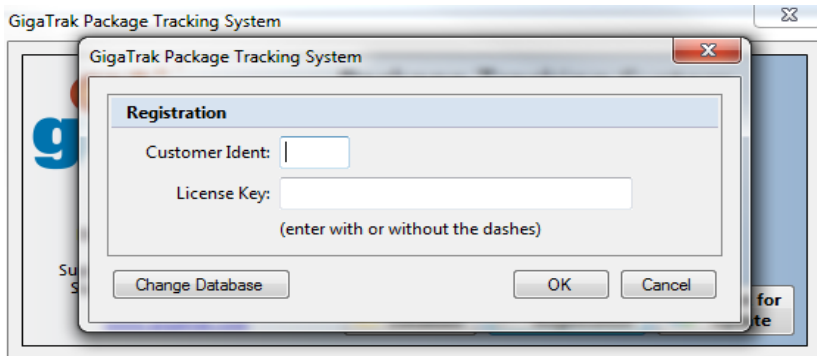 GigaTrak Package Tracking System
GigaTrak Package Tracking System
Registration
Customer Ident:
License Key:
(enter with or without the dashes)
Change Database
OK
Cancel
Su
S
for
te